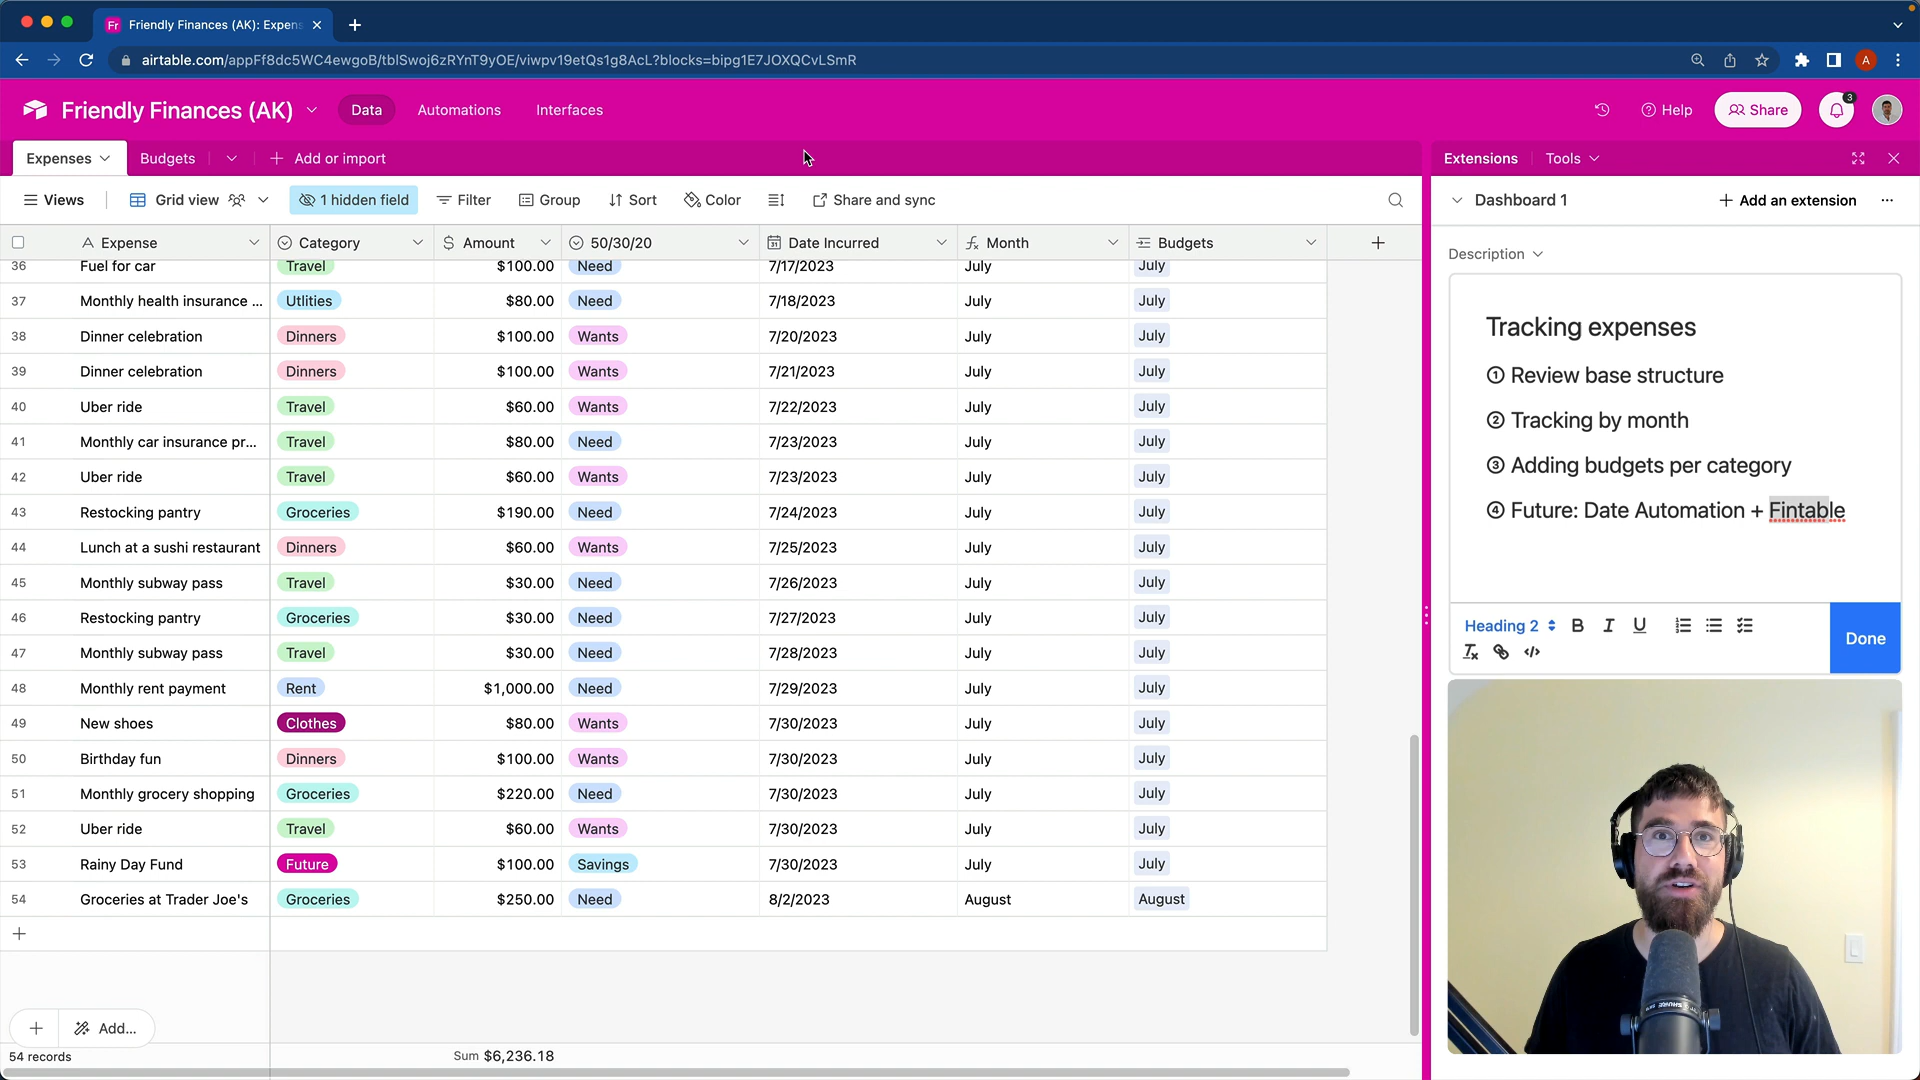 Fr Friendly Finances (AK): Expens
airtable.com/appFf8dc5WC4ewgoB/tblSwoj6zRYnT9yOE/viwpv19etQs1g8AcL?blocks=bipg1E7JOXQCvLSmR
A
Friendly Finances (AK) Data Automations Interfaces Help Share 3
Expenses Budgets Add or import Extensions Tools
Views Grid view 1 hidden field Filter Group Sort Color Share and sync
Dashboard 1 Add an extension
Expense Category Amount 50/30/20 Date Incurred Month Budgets
36 Fuel for car Travel $100.00 Need 7/17/2023 July July
37 Monthly health insurance ... Utlities $80.00 Need 7/18/2023 July July
38 Dinner celebration Dinners $100.00 Wants 7/20/2023 July July
39 Dinner celebration Dinners $100.00 Wants 7/21/2023 July July
40 Uber ride Travel $60.00 Wants 7/22/2023 July July
41 Monthly car insurance pr... Travel $80.00 Need 7/23/2023 July July
42 Uber ride Travel $60.00 Wants 7/23/2023 July July
43 Restocking pantry Groceries $190.00 Need 7/24/2023 July July
44 Lunch at a sushi restaurant Dinners $60.00 Wants 7/25/2023 July July
45 Monthly subway pass Travel $30.00 Need 7/26/2023 July July
46 Restocking pantry Groceries $30.00 Need 7/27/2023 July July
47 Monthly subway pass Travel $30.00 Need 7/28/2023 July July
48 Monthly rent payment Rent $1,000.00 Need 7/29/2023 July July
49 New shoes Clothes $80.00 Wants 7/30/2023 July July
50 Birthday fun Dinners $100.00 Wants 7/30/2023 July July
51 Monthly grocery shopping Groceries $220.00 Need 7/30/2023 July July
52 Uber ride Travel $60.00 Wants 7/30/2023 July July
53 Rainy Day Fund Future $100.00 Savings 7/30/2023 July July
54 Groceries at Trader Joe's Groceries $250.00 Need 8/2/2023 August August
Add...
54 records Sum $6,236.18
Description
Tracking expenses
① Review base structure
② Tracking by month
③ Adding budgets per category
④ Future: Date Automation + Fintable
Heading 2 B I U
Done